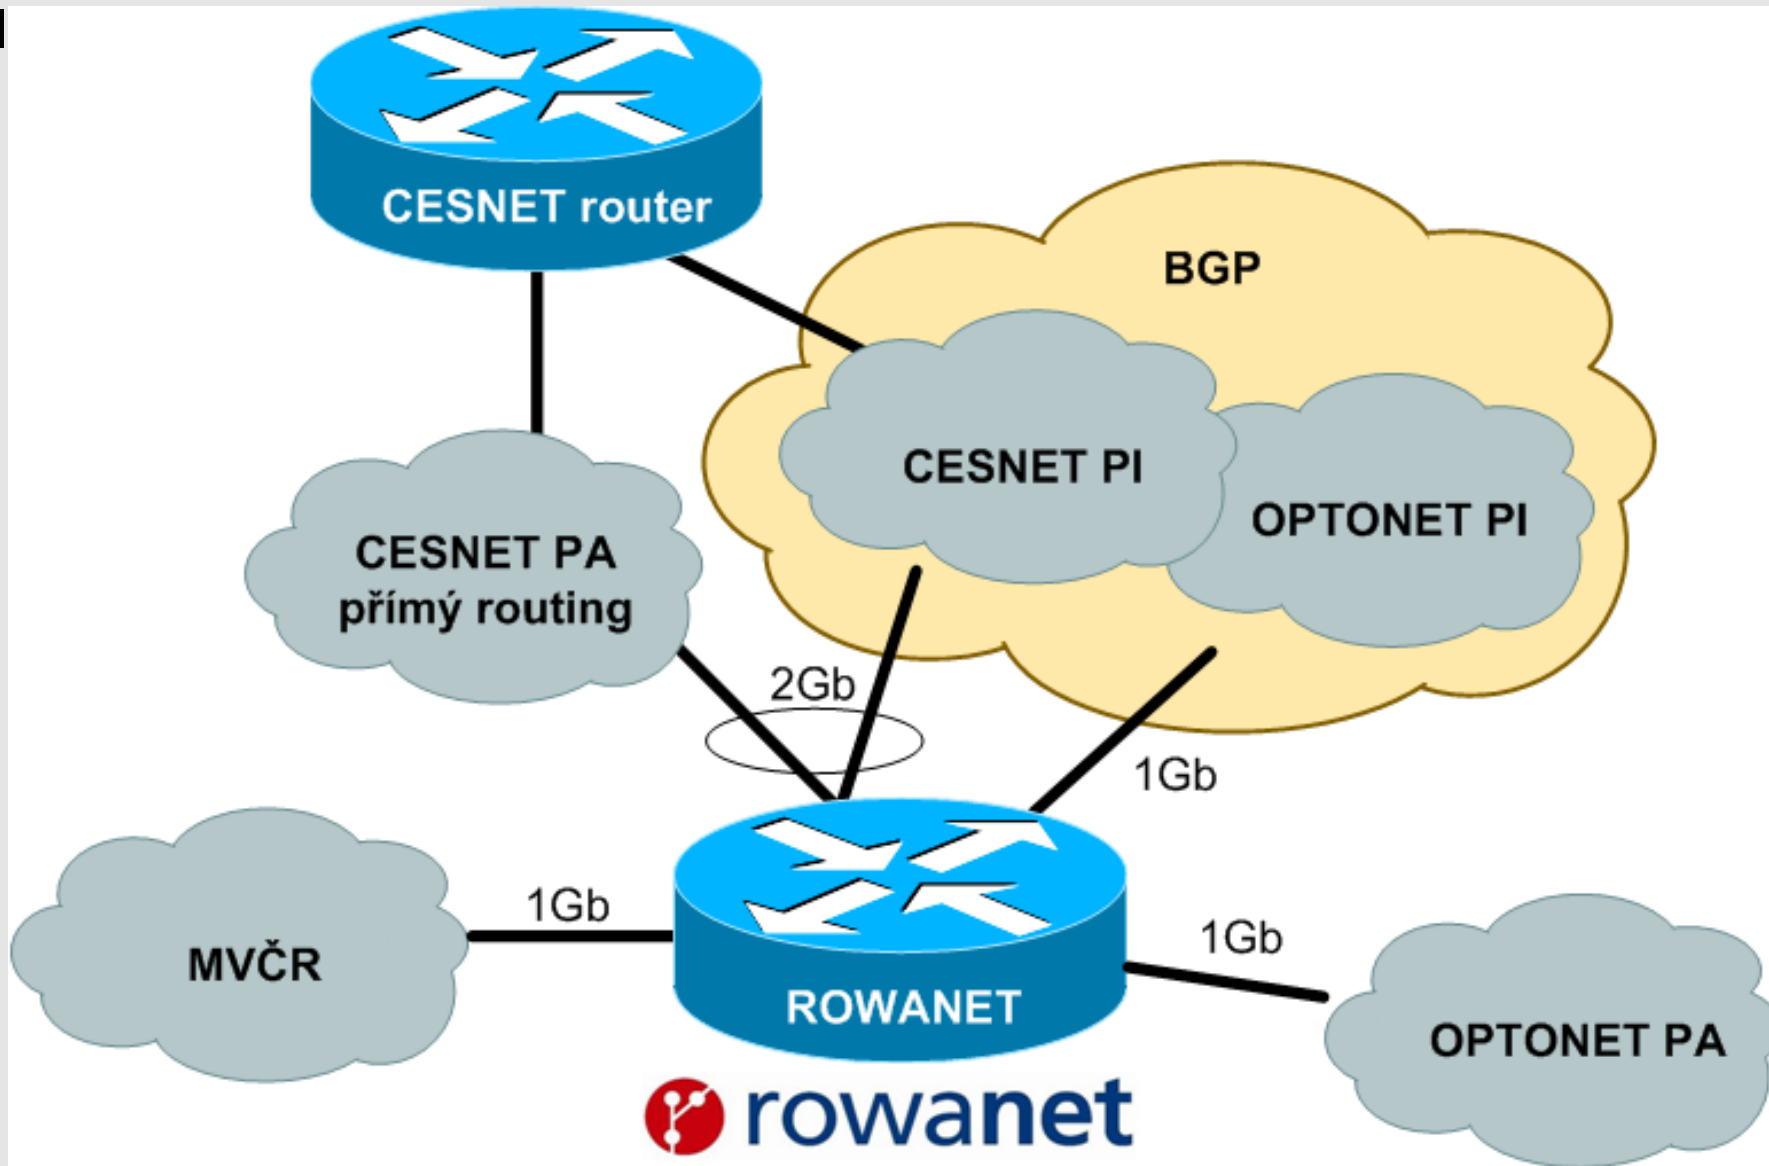 CESNET router
BGP
CESNET PI
OPTONET PI
CESNET PA
přímý routing
2Gb
1Gb
1Gb
1Gb
MVČR
ROWANET
OPTONET PA
rowanet